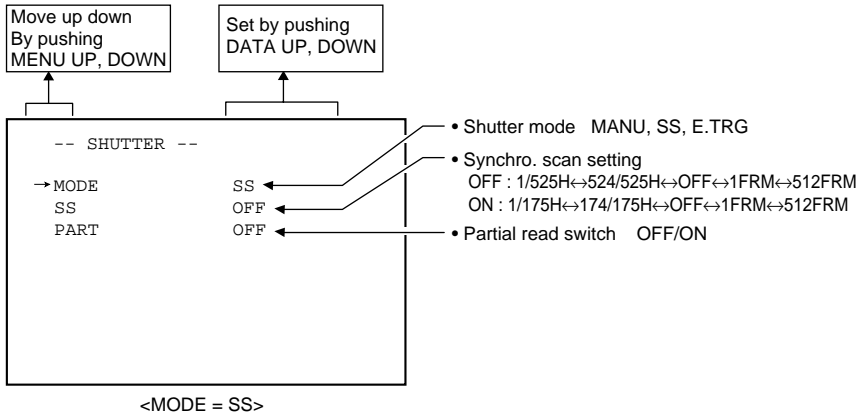 Move up down
By pushing
MENU UP, DOWN
Set by pushing
DATA UP, DOWN
-- SHUTTER --
→MODE SS
SS OFF
PART OFF
• Shutter mode MANU, SS, E.TRG
• Synchro. scan setting
OFF : 1/525H↔524/525H↔OFF↔1FRM↔512FRM
ON : 1/175H↔174/175H↔OFF↔1FRM↔512FRM
• Partial read switch OFF/ON
<MODE = SS>